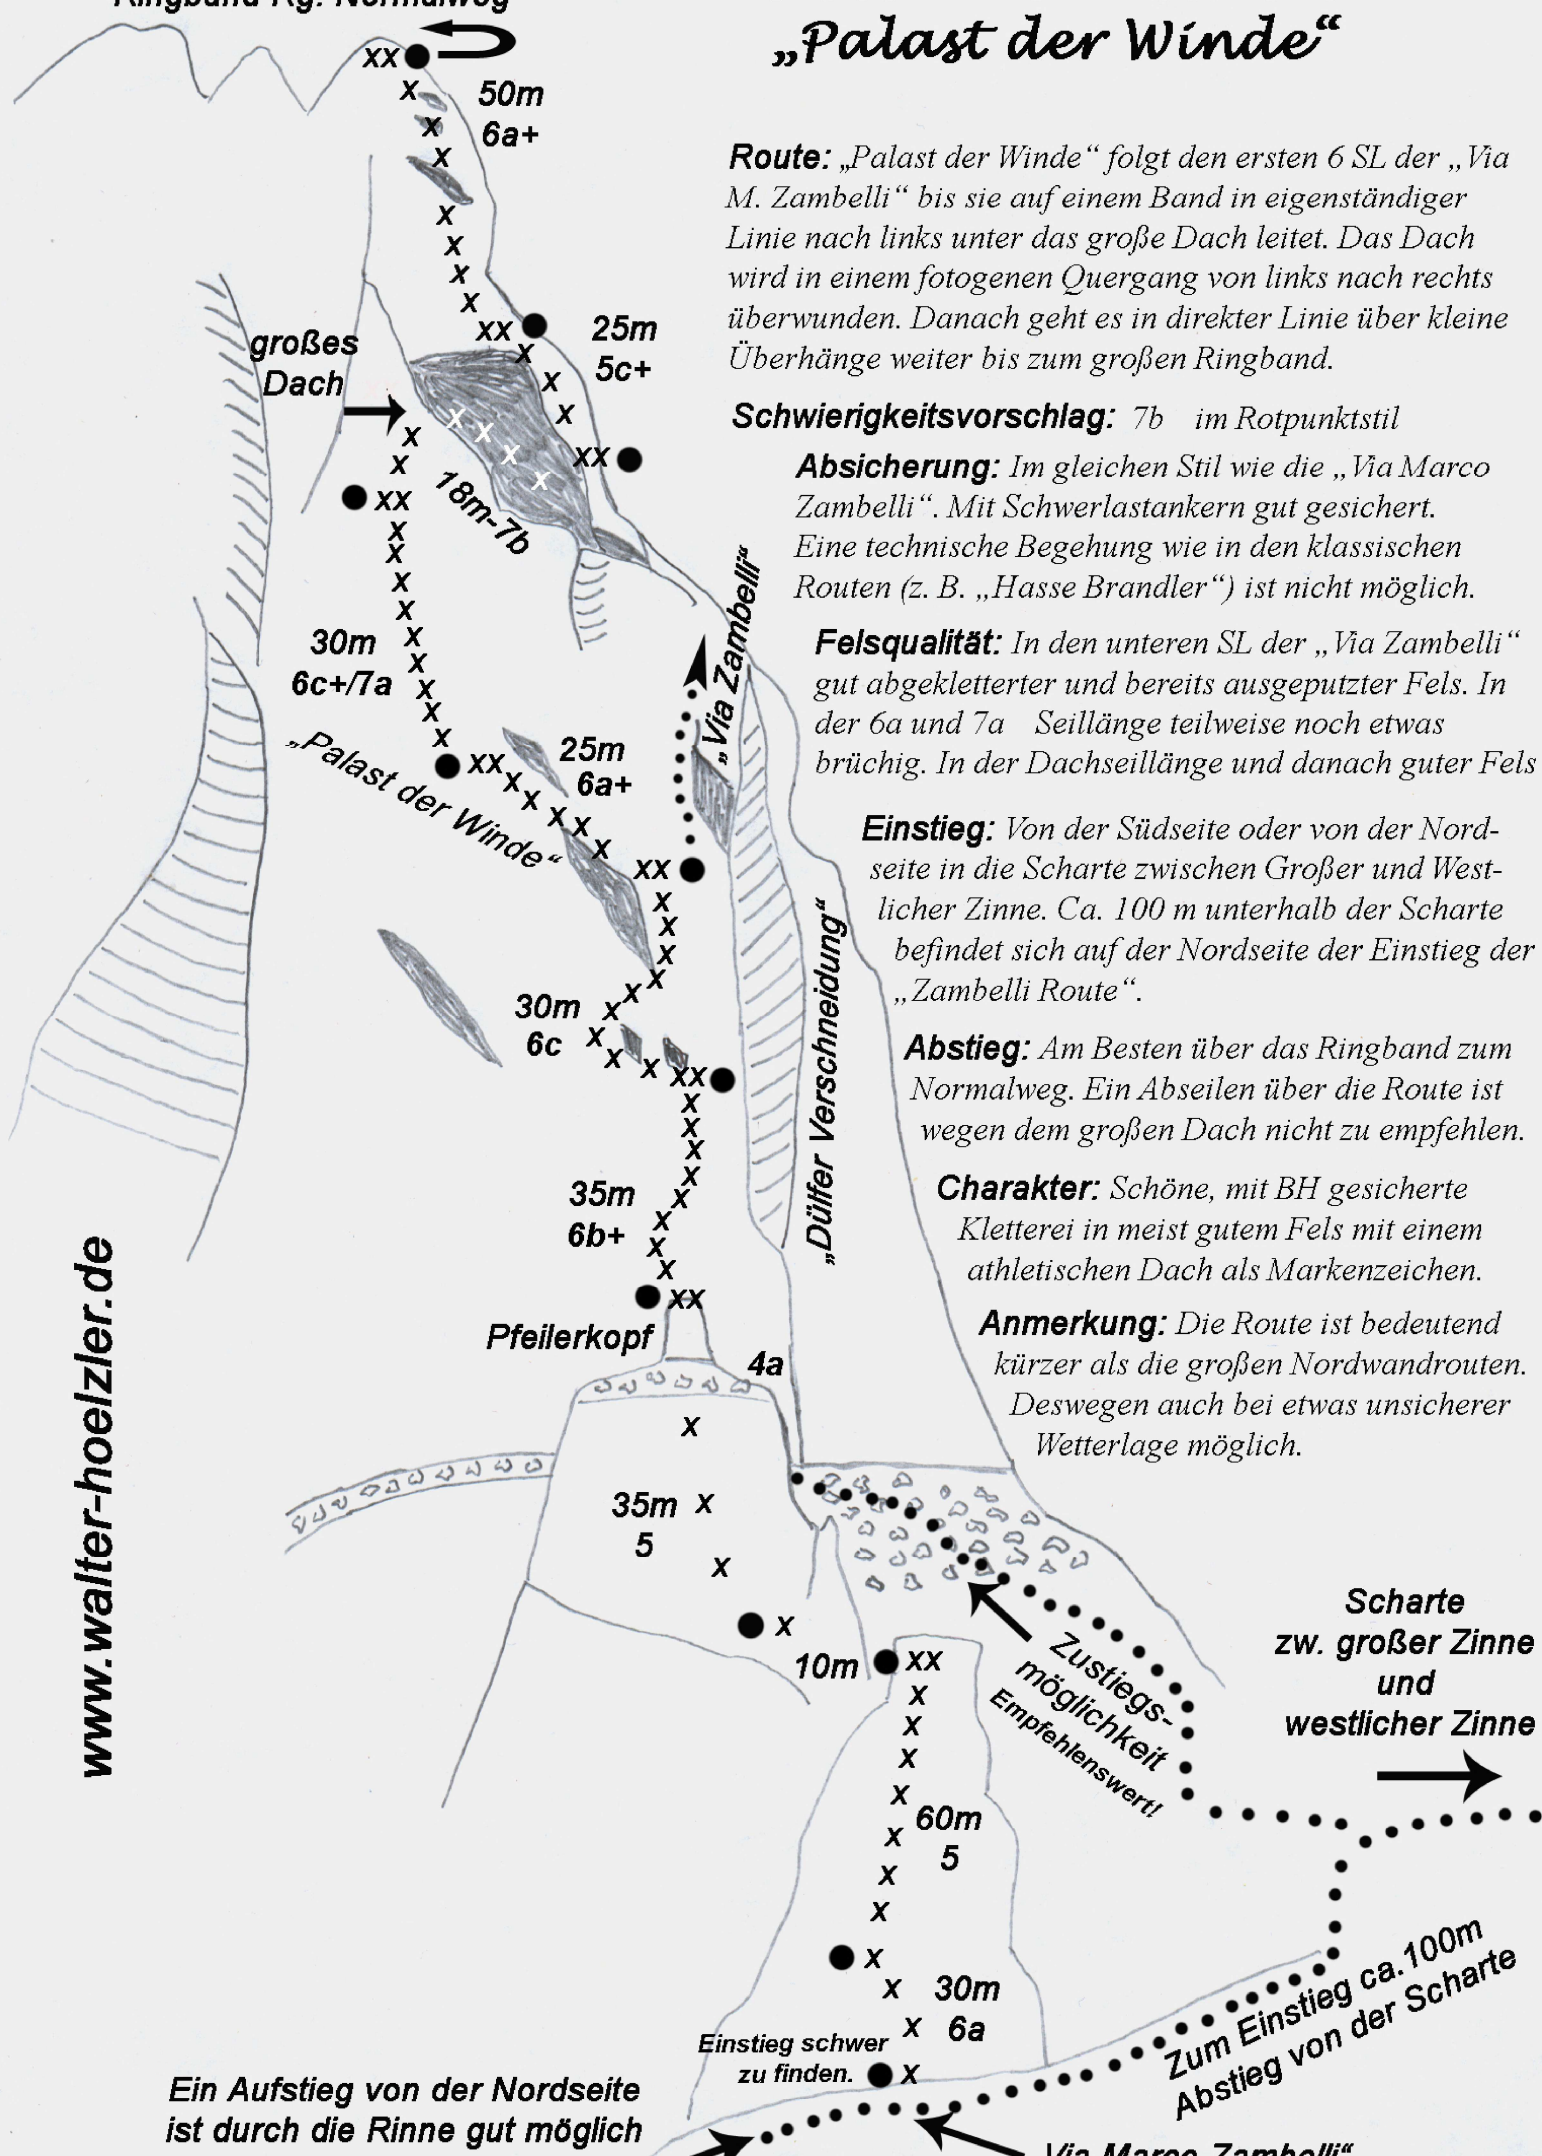 Ringband Rg. Normalweg
„Palast der Winde“
50m
6a+
Route: „Palast der Winde“ folgt den ersten 6 SL der „Via
M. Zambelli“ bis sie auf einem Band in eigenständiger
Linie nach links unter das große Dach leitet. Das Dach
wird in einem fotogenen Quergang von links nach rechts
überwunden. Danach geht es in direkter Linie über kleine
Überhänge weiter bis zum großen Ringband.
Schwierigkeitsvorschlag: 7b im Rotpunktstil
Absicherung: Im gleichen Stil wie die „Via Marco
Zambelli“. Mit Schwerlastankern gut gesichert.
Eine technische Begehung wie in den klassischen
Routen (z. B. „Hasse Brandler“) ist nicht möglich.
Felsqualität: In den unteren SL der „Via Zambelli“
gut abgekletterter und bereits ausgeputzter Fels. In
der 6a und 7a Seillänge teilweise noch etwas
brüchig. In der Dachseillänge und danach guter Fels
Einstieg: Von der Südseite oder von der Nord-
seite in die Scharte zwischen Großer und West-
licher Zinne. Ca. 100 m unterhalb der Scharte
befindet sich auf der Nordseite der Einstieg der
„Zambelli Route“.
Abstieg: Am Besten über das Ringband zum
Normalweg. Ein Abseilen über die Route ist
wegen dem großen Dach nicht zu empfehlen.
Charakter: Schöne, mit BH gesicherte
Kletterei in meist gutem Fels mit einem
athletischen Dach als Markenzeichen.
Anmerkung: Die Route ist bedeutend
kürzer als die großen Nordwandrouten.
Deswegen auch bei etwas unsicherer
Wetterlage möglich.
25m
5c+
großes
Dach
18m-7b
30m
6c+/7a
„Palast der Winde“
25m
6a+
„Via Zambelli“
30m
6c
„Dülfer Verschneidung“
35m
6b+
Pfeilerkopf
4a
35m
5
10m
www.walter-hoelzler.de
Zustiegs-
möglichkeit
Empfehlenswert!
Scharte
zw. großer Zinne
und
westlicher Zinne
60m
5
30m
6a
Einstieg schwer
zu finden.
Zum Einstieg ca.100m
Abstieg von der Scharte
Ein Aufstieg von der Nordseite
ist durch die Rinne gut möglich
Via Marco Zambelli“